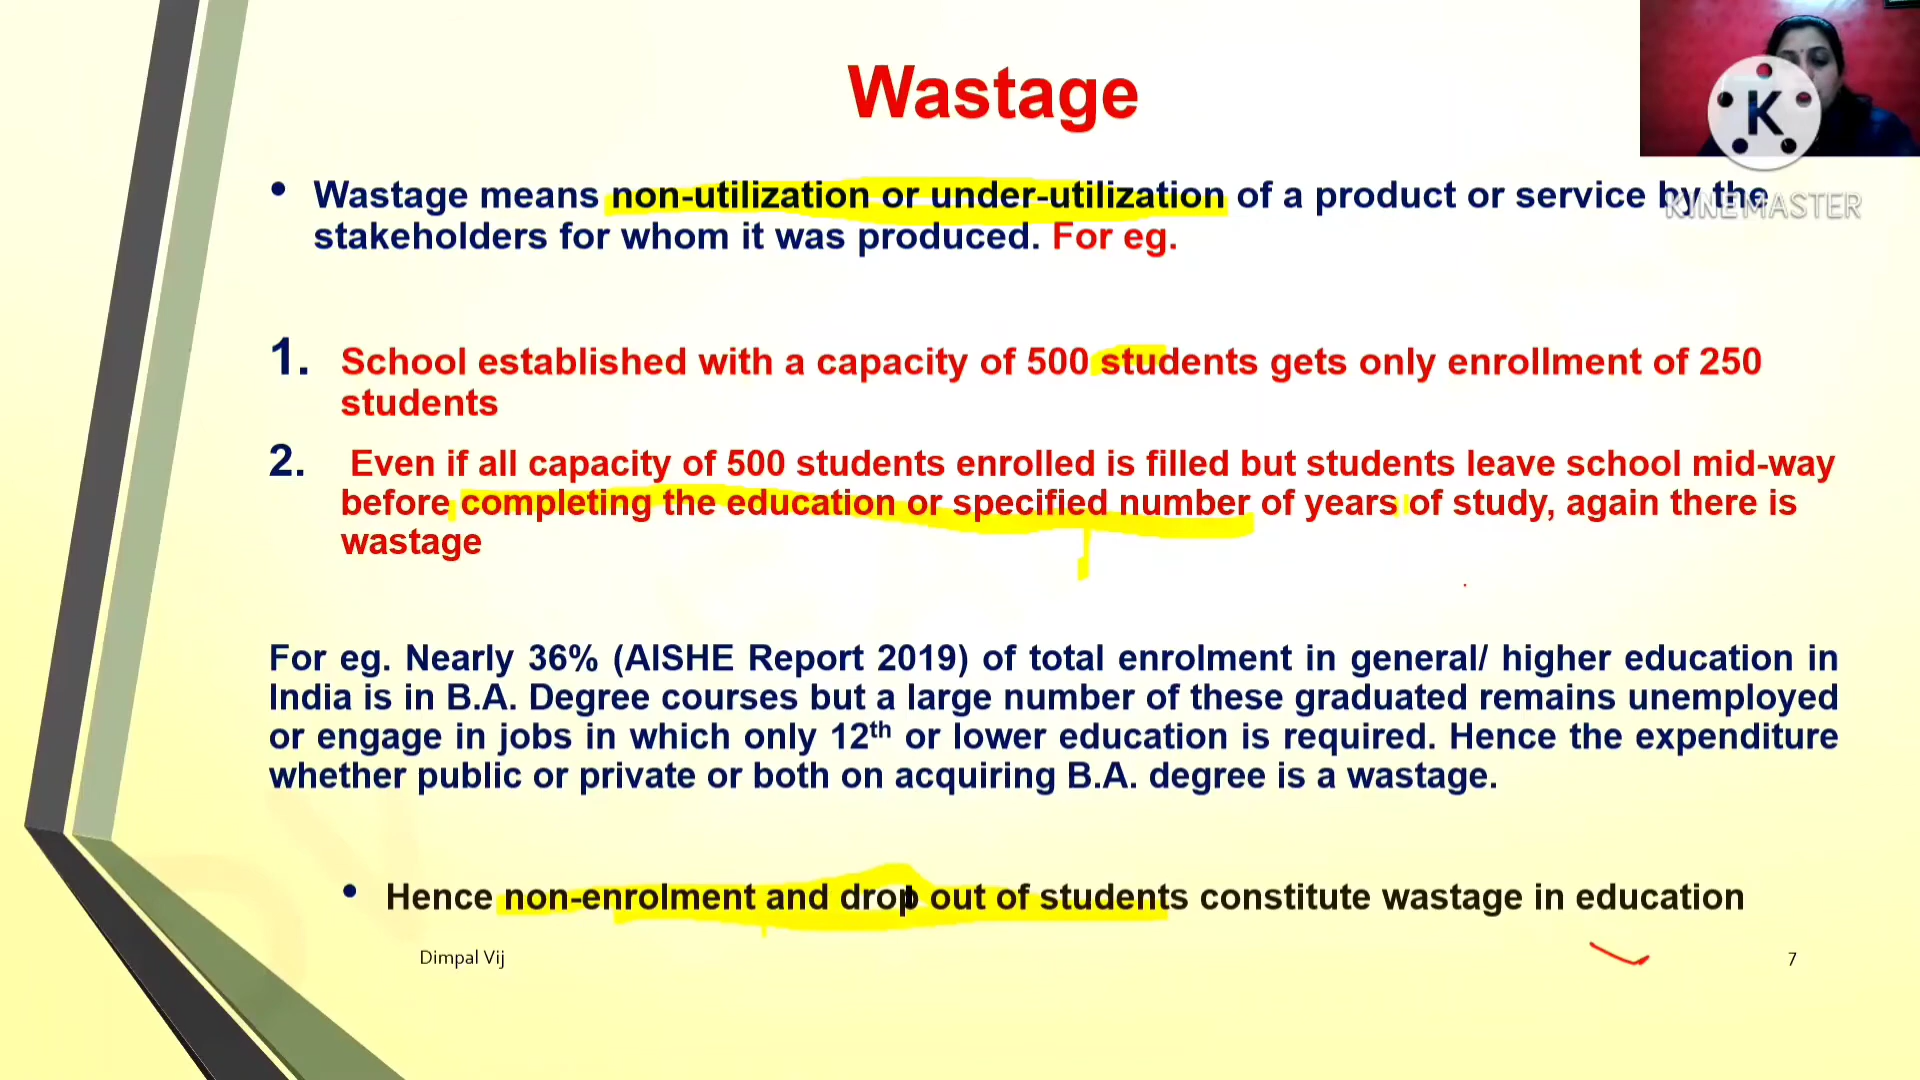 Wastage
K
KINEMASTER
• Wastage means non-utilization or under-utilization of a product or service by the
stakeholders for whom it was produced. For eg.
1. School established with a capacity of 500 students gets only enrollment of 250
students
2. Even if all capacity of 500 students enrolled is filled but students leave school mid-way
before completing the education or specified number of years of study, again there is
wastage
For eg. Nearly 36% (AISHE Report 2019) of total enrolment in general/ higher education in
India is in B.A. Degree courses but a large number of these graduated remains unemployed
or engage in jobs in which only 12th or lower education is required. Hence the expenditure
whether public or private or both on acquiring B.A. degree is a wastage.
• Hence non-enrolment and drop out of students constitute wastage in education
Dimpal Vij
7